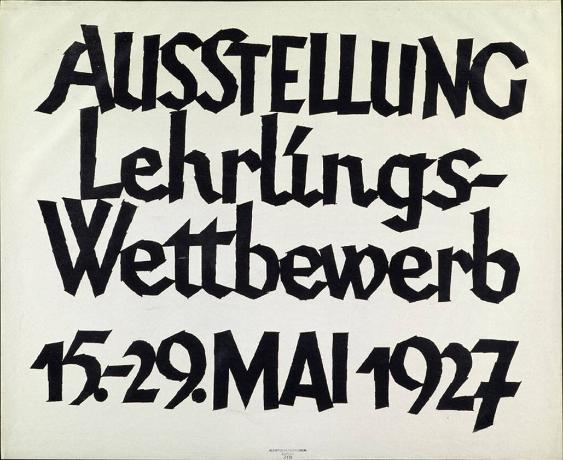 AUSSTELLUNG
Lehrlings-
Wettbewerb
15.-29. MAI 1927